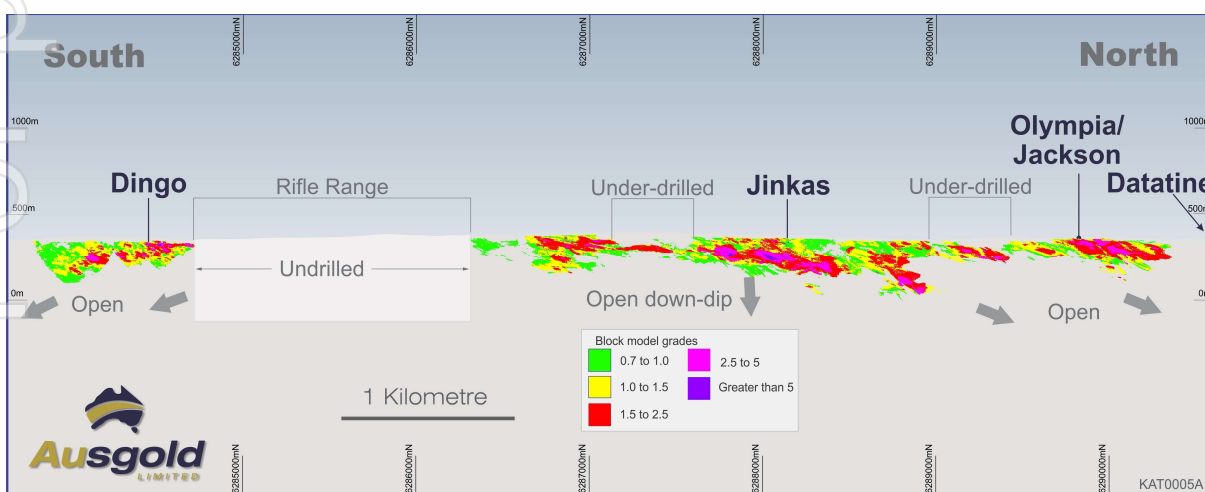 6285000mN
6286000mN
6287000mN
6288000mN
6289000mN
South
North
1000m
1000m
Olympia/
Jackson
Dingo
Rifle Range
Under-drilled
Jinkas
Under-drilled
Datatine
500m
500m
Undrilled
0m
Open
Open down-dip
Open
Block model grades
0.7 to 1.0
2.5 to 5
1.0 to 1.5
Greater than 5
1.5 to 2.5
1 Kilometre
Ausgold
LIMITED
6285000mN
6286000mN
6287000mN
6288000mN
6289000mN
6290000mN
KAT0005A